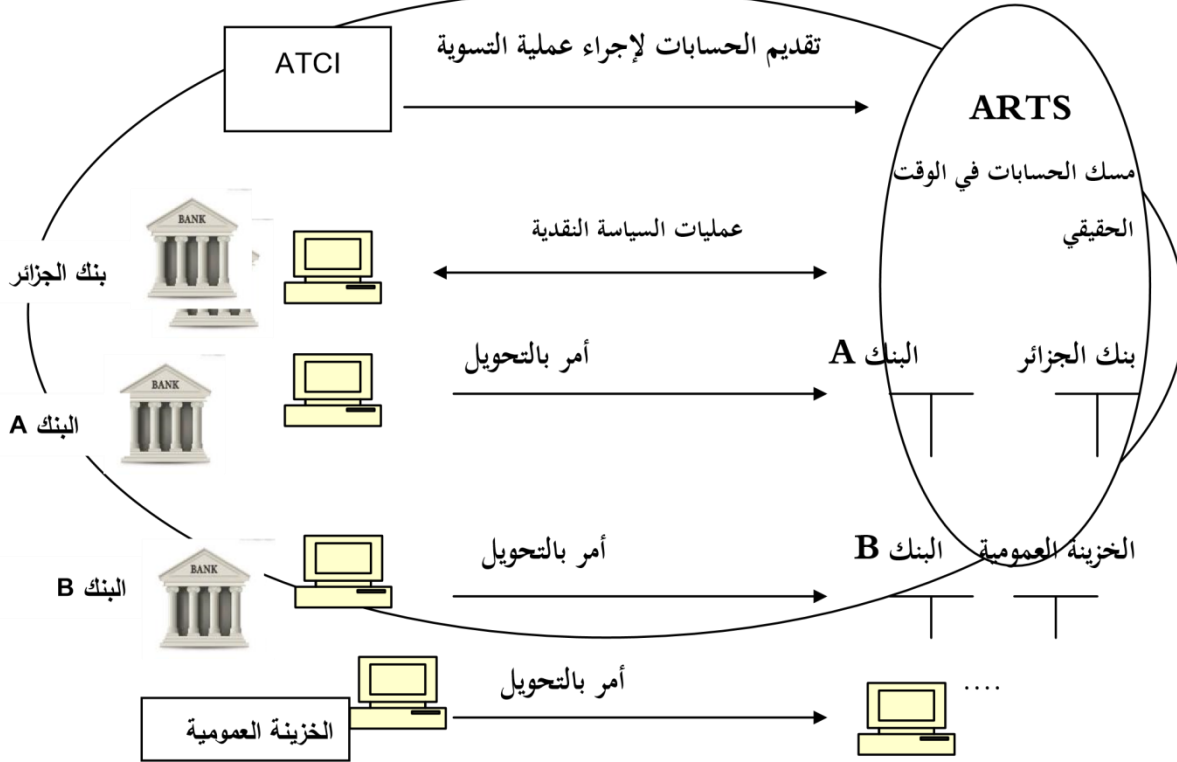 ATCI
تقديم الحسابات لإجراء عملية التسوية
ARTS
مسك الحسابات في الوقت
الحقيقي
BANK
بنك الجزائر
عمليات السياسة النقدية
BANK
البنك A
أمر بالتحويل
البنك A
بنك الجزائر
BANK
البنك B
أمر بالتحويل
البنك B
الخزينة العمومية
الخزينة العمومية
أمر بالتحويل
....